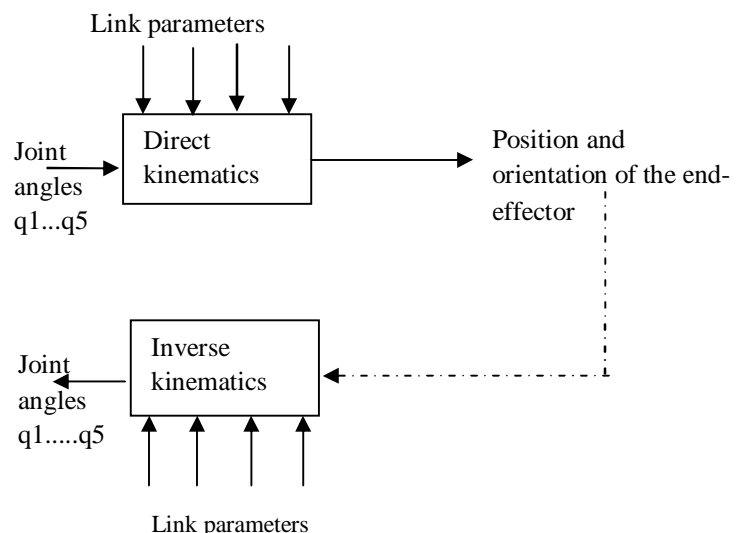 Link parameters
Joint
angles
q1...q5
Direct
kinematics
Position and
orientation of the end-
effector
Joint
angles
q1.....q5
Inverse
kinematics
Link parameters